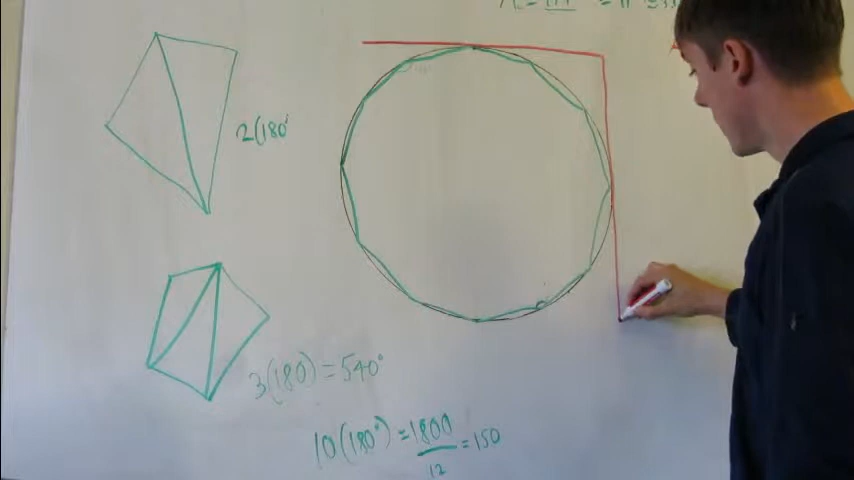 2(180°
3(180) = 540°
10(180°) = 1800/12 = 150